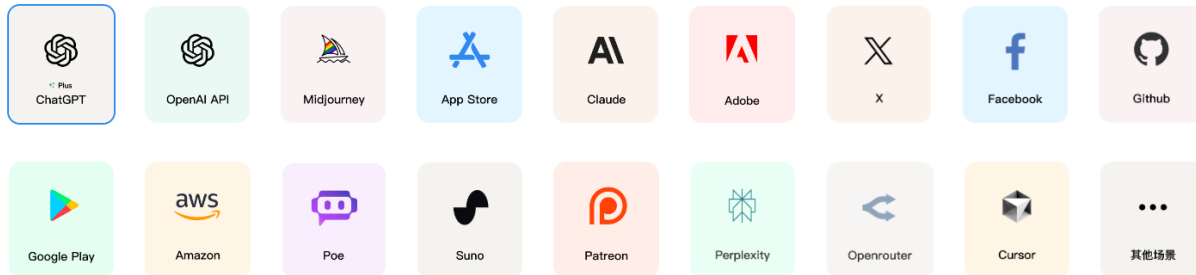 Plus
ChatGPT
OpenAI API
Midjourney
App Store
Claude
Adobe
X
Facebook
Github
aws
Google Play
Amazon
Poe
Suno
Patreon
Perplexity
Openrouter
Cursor
其他场景